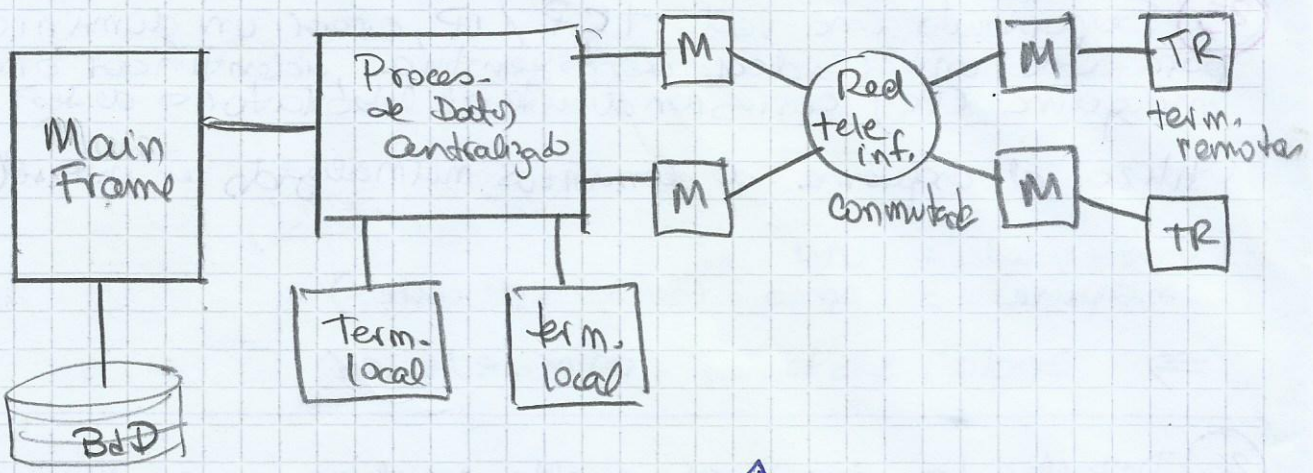 Main
Frame
BdD
Proces-
de Datos
Centralizado
Term.
local
term.
local
M
M
Red
tele
inf.
Conmutada
M
M
TR
term.
remotas
TR